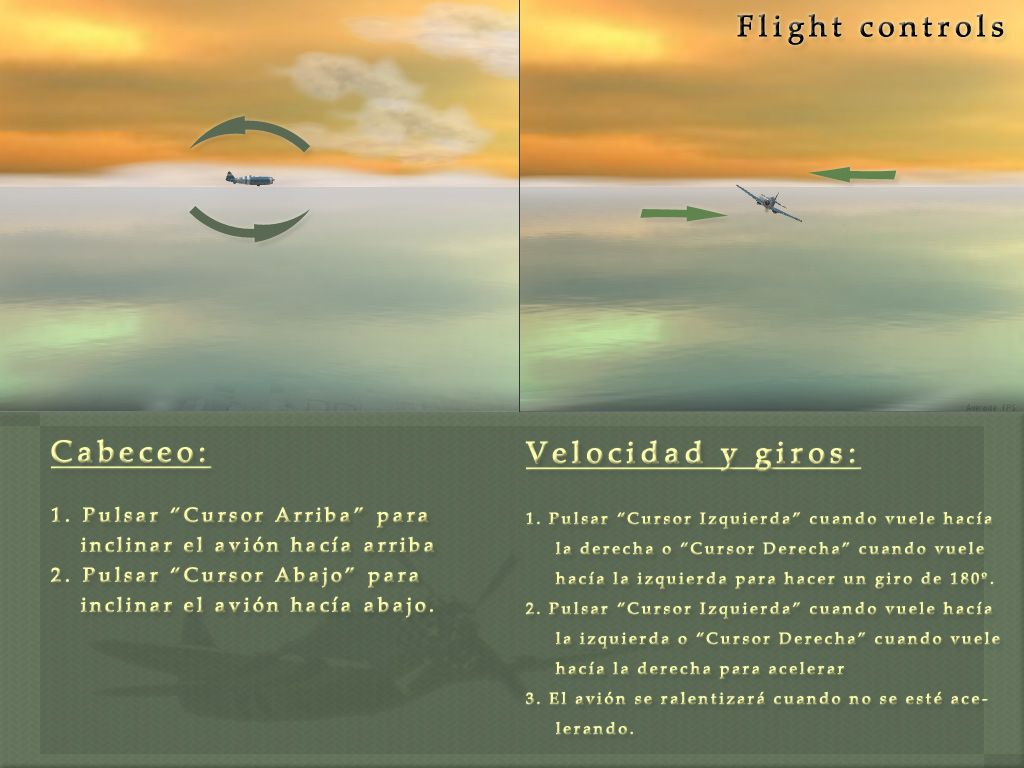 Flight controls
Cabeceo:
1. Pulsar “Cursor Arriba” para
inclinar el avión hacía arriba
2. Pulsar “Cursor Abajo” para
inclinar el avión hacía abajo.
Velocidad y giros:
1. Pulsar “Cursor Izquierda” cuando vuele hacía
la derecha o “Cursor Derecha” cuando vuele
hacía la izquierda para hacer un giro de 180º.
2. Pulsar “Cursor Izquierda” cuando vuele hacía
la izquierda o “Cursor Derecha” cuando vuele
hacía la derecha para acelerar
3. El avión se ralentizará cuando no se esté ace-
lerando.